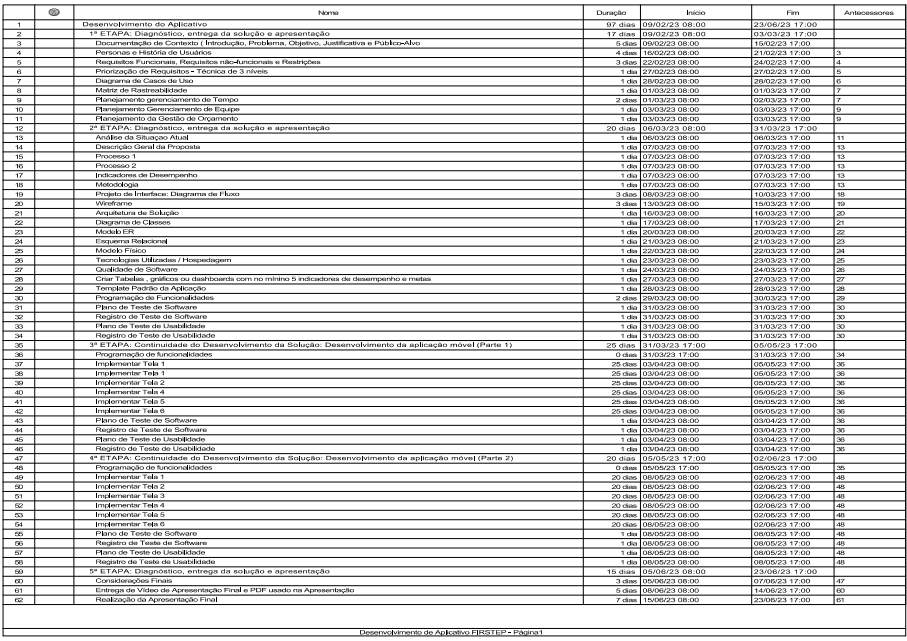 Nome Duração Início Fim Antecessores
1 Desenvolvimento do Aplicativo 97 dias 09/02/23 08:00 23/06/23 17:00
2 1ª ETAPA: Diagnóstico, entrega da solução e apresentação 17 dias 09/02/23 08:00 03/03/23 17:00
3 Documentação de Contexto ( Introdução, Problema, Objetivo, Justificativa e Público-Alvo 5 dias 09/02/23 08:00 15/02/23 17:00
4 Personas e História de Usuários 4 dias 16/02/23 08:00 21/02/23 17:00 3
5 Requisitos Funcionais, Requisitos não-funcionais e Restrições 3 dias 22/02/23 08:00 24/02/23 17:00 4
6 Priorização de Requisitos - Técnica de 3 níveis 1 dia 27/02/23 08:00 27/02/23 17:00 5
7 Diagrama de Casos de Uso 1 dia 28/02/23 08:00 28/02/23 17:00 6
8 Matriz de Rastreabilidade 1 dia 01/03/23 08:00 01/03/23 17:00 7
9 Planejamento gerenciamento de Tempo 2 dias 01/03/23 08:00 02/03/23 17:00 7
10 Planejamento Gerenciamento de Equipe 1 dia 03/03/23 08:00 03/03/23 17:00 9
11 Planejamento da Gestão de Orçamento 1 dia 03/03/23 08:00 03/03/23 17:00 9
12 2ª ETAPA: Diagnóstico, entrega da solução e apresentação 20 dias 06/03/23 08:00 31/03/23 17:00
13 Análise da Situaçao Atual 1 dia 06/03/23 08:00 06/03/23 17:00 11
14 Descrição Geral da Proposta 1 dia 07/03/23 08:00 07/03/23 17:00 13
15 Processo 1 1 dia 07/03/23 08:00 07/03/23 17:00 13
16 Processo 2 1 dia 07/03/23 08:00 07/03/23 17:00 13
17 Indicadores de Desempenho 1 dia 07/03/23 08:00 07/03/23 17:00 13
18 Metodologia 1 dia 07/03/23 08:00 07/03/23 17:00 13
19 Projeto de Interface: Diagrama de Fluxo 3 dias 08/03/23 08:00 10/03/23 17:00 18
20 Wireframe 3 dias 13/03/23 08:00 15/03/23 17:00 19
21 Arquitetura de Solução 1 dia 16/03/23 08:00 16/03/23 17:00 20
22 Diagrama de Classes 1 dia 17/03/23 08:00 17/03/23 17:00 21
23 Modelo ER 1 dia 20/03/23 08:00 20/03/23 17:00 22
24 Esquema Relacional 1 dia 21/03/23 08:00 21/03/23 17:00 23
25 Modelo Físico 1 dia 22/03/23 08:00 22/03/23 17:00 24
26 Tecnologias Utilizadas / Hospedagem 1 dia 23/03/23 08:00 23/03/23 17:00 25
27 Qualidade de Software 1 dia 24/03/23 08:00 24/03/23 17:00 26
28 Criar Tabelas , gráficos ou dashboards com no mínino 5 indicadores de desempenho e metas 1 dia 27/03/23 08:00 27/03/23 17:00 27
29 Template Padrão da Aplicação 1 dia 28/03/23 08:00 28/03/23 17:00 28
30 Programação de Funcionalidades 2 dias 29/03/23 08:00 30/03/23 17:00 29
31 Plano de Teste de Software 1 dia 31/03/23 08:00 31/03/23 17:00 30
32 Registro de Teste de Software 1 dia 31/03/23 08:00 31/03/23 17:00 30
33 Plano de Teste de Usabilidade 1 dia 31/03/23 08:00 31/03/23 17:00 30
34 Registro de Teste de Usabilidade 1 dia 31/03/23 08:00 31/03/23 17:00 30
35 3ª ETAPA: Continuidade do Desenvolvimento da Solução: Desenvolvimento da aplicação móvel (Parte 1) 25 dias 31/03/23 17:00 05/05/23 17:00
36 Programação de funcionalidades 0 dias 31/03/23 17:00 31/03/23 17:00 34
37 Implementar Tela 1 25 dias 03/04/23 08:00 05/05/23 17:00 36
38 Implementar Tela 1 25 dias 03/04/23 08:00 05/05/23 17:00 36
39 Implementar Tela 2 25 dias 03/04/23 08:00 05/05/23 17:00 36
40 Implementar Tela 4 25 dias 03/04/23 08:00 05/05/23 17:00 36
41 Implementar Tela 5 25 dias 03/04/23 08:00 05/05/23 17:00 36
42 Implementar Tela 6 25 dias 03/04/23 08:00 05/05/23 17:00 36
43 Plano de Teste de Software 1 dia 03/04/23 08:00 03/04/23 17:00 36
44 Registro de Teste de Software 1 dia 03/04/23 08:00 03/04/23 17:00 36
45 Plano de Teste de Usabilidade 1 dia 03/04/23 08:00 03/04/23 17:00 36
46 Registro de Teste de Usabilidade 1 dia 03/04/23 08:00 03/04/23 17:00 36
47 4ª ETAPA: Continuidade do Desenvolvimento da Solução: Desenvolvimento da aplicação móvel (Parte 2) 20 dias 05/05/23 17:00 02/06/23 17:00
48 Programação de funcionalidades 0 dias 05/05/23 17:00 05/05/23 17:00 35
49 Implementar Tela 1 20 dias 08/05/23 08:00 02/06/23 17:00 48
50 Implementar Tela 2 20 dias 08/05/23 08:00 02/06/23 17:00 48
51 Implementar Tela 3 20 dias 08/05/23 08:00 02/06/23 17:00 48
52 Implementar Tela 4 20 dias 08/05/23 08:00 02/06/23 17:00 48
53 Implementar Tela 5 20 dias 08/05/23 08:00 02/06/23 17:00 48
54 Implementar Tela 6 20 dias 08/05/23 08:00 02/06/23 17:00 48
55 Plano de Teste de Software 1 dia 08/05/23 08:00 08/05/23 17:00 48
56 Registro de Teste de Software 1 dia 08/05/23 08:00 08/05/23 17:00 48
57 Plano de Teste de Usabilidade 1 dia 08/05/23 08:00 08/05/23 17:00 48
58 Registro de Teste de Usabilidade 1 dia 08/05/23 08:00 08/05/23 17:00 48
59 5ª ETAPA: Diagnóstico, entrega da solução e apresentação 15 dias 05/06/23 08:00 23/06/23 17:00
60 Considerações Finais 3 dias 05/06/23 08:00 07/06/23 17:00 47
61 Entrega de Vídeo de Apresentação Final e PDF usado na Apresentação 5 dias 08/06/23 08:00 14/06/23 17:00 60
62 Realização da Apresentação Final 7 dias 15/06/23 08:00 23/06/23 17:00 61
Desenvolvimento de Aplicativo FIRSTEP - Página1